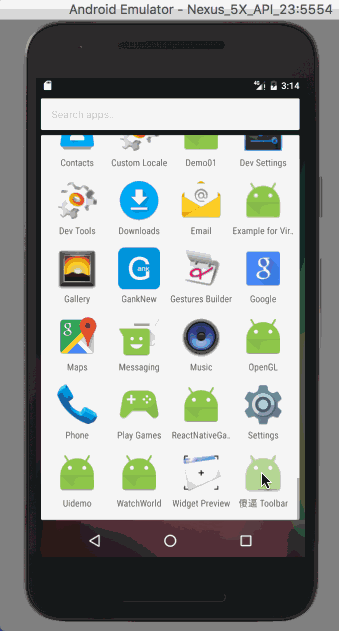 Android Emulator - Nexus_5X_API_23:5554
3:14
Search apps..
Contacts Custom Locale Demo01 Dev Settings
Dev Tools Downloads Email Example for Vir..
Gallery GankNew Gestures Builder Google
Maps Messaging Music OpenGL
Phone Play Games ReactNativeGa.. Settings
Uidemo WatchWorld Widget Preview 傻逼 Toolbar